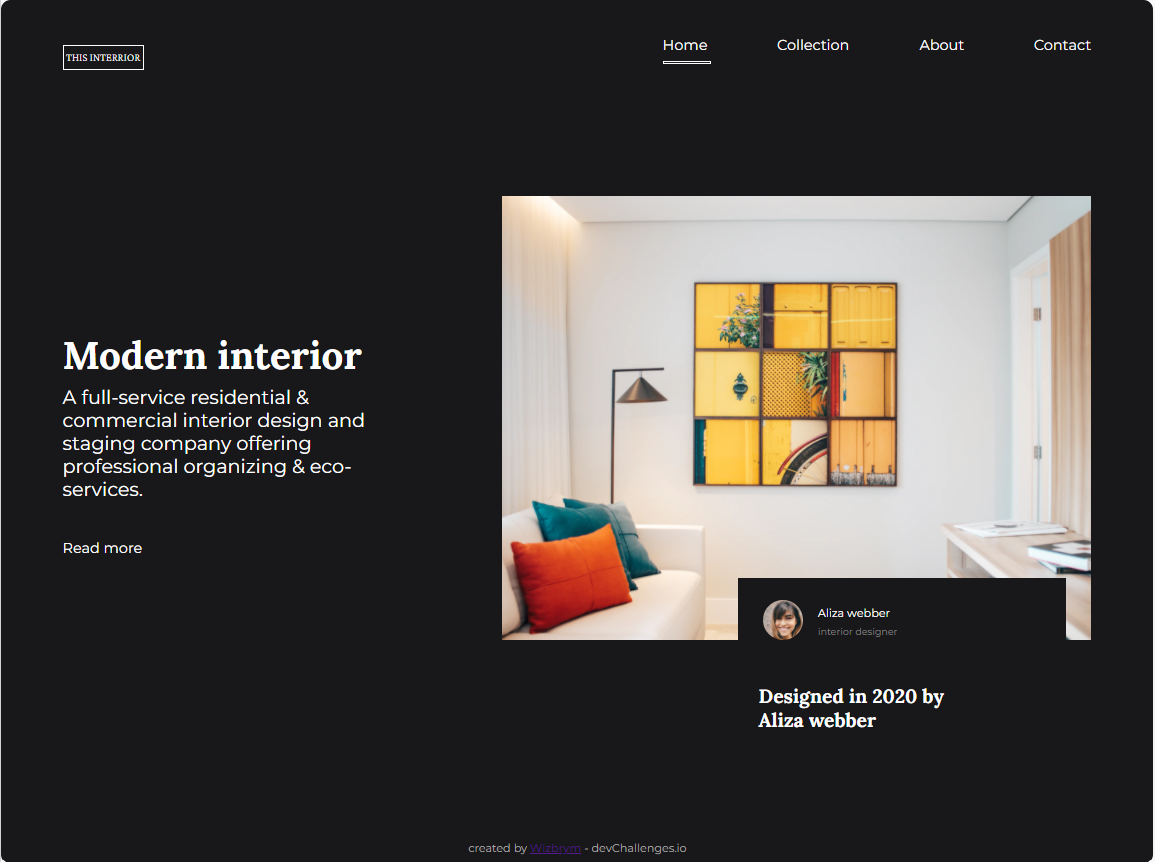 THIS INTERRIOR
Home Collection About Contact
Modern interior
A full-service residential &
commercial interior design and
staging company offering
professional organizing & eco-
services.
Read more
Aliza webber
interior designer
Designed in 2020 by
Aliza webber
created by Wizbrym - devChallenges.io